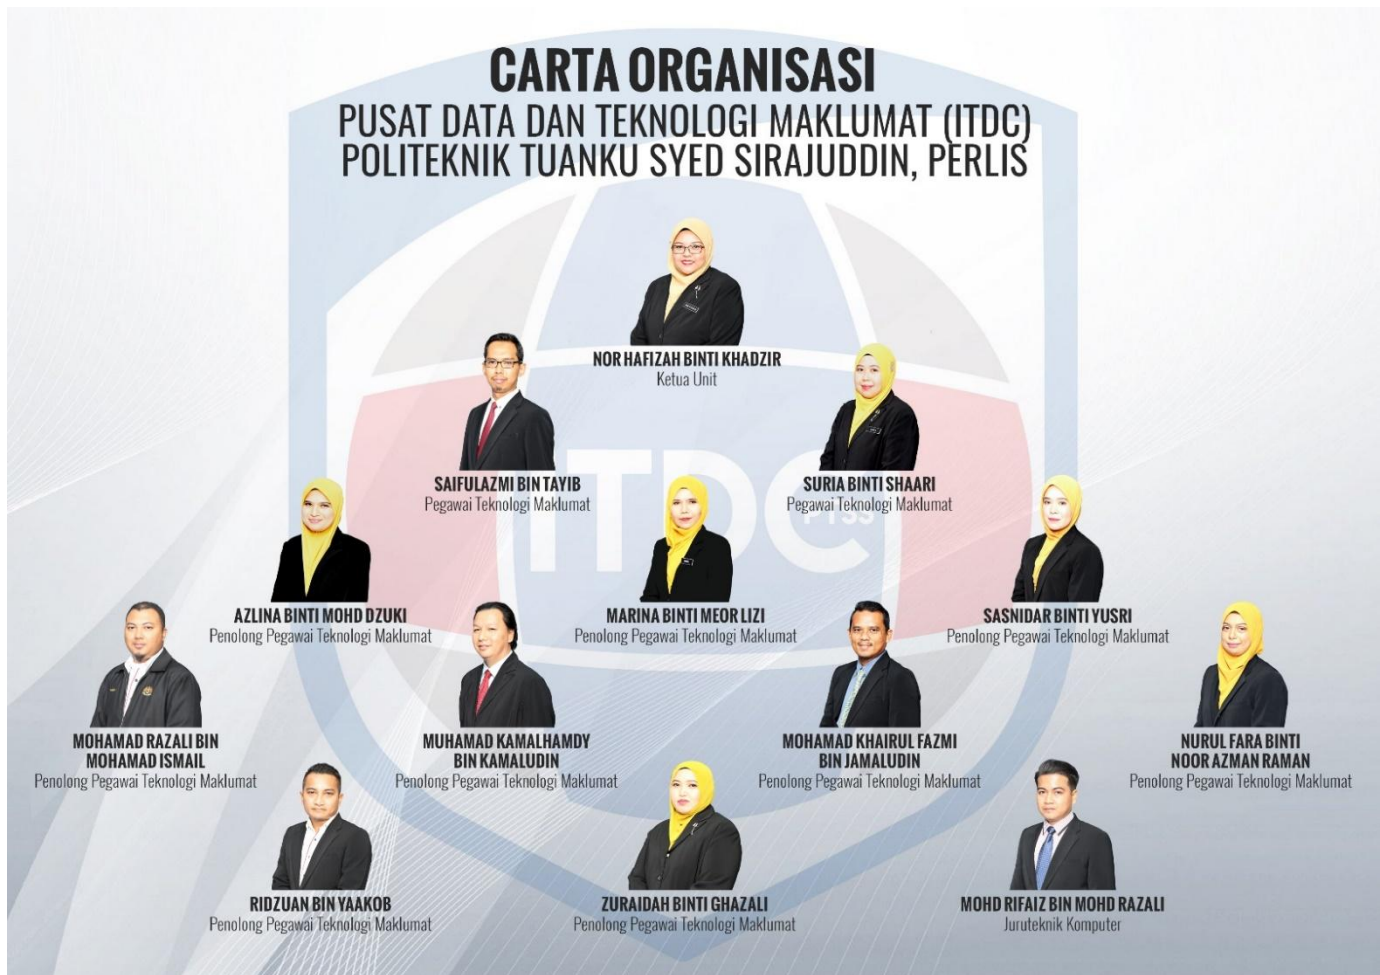 CARTA ORGANISASI
PUSAT DATA DAN TEKNOLOGI MAKLUMAT (ITDC)
POLITEKNIK TUANKU SYED SIRAJUDDIN, PERLIS
NOR HAFIZAH BINTI KHADZIR
Ketua Unit
SAIFULAZMI BIN TAYIB
Pegawai Teknologi Maklumat
SURIA BINTI SHAARI
Pegawai Teknologi Maklumat
ITDC
PTSS
AZLINA BINTI MOHD DZUKI
Penolong Pegawai Teknologi Maklumat
MARINA BINTI MEOR LIZI
Penolong Pegawai Teknologi Maklumat
SASNIDAR BINTI YUSRI
Penolong Pegawai Teknologi Maklumat
MOHAMAD RAZALI BIN
MOHAMAD ISMAIL
Penolong Pegawai Teknologi Maklumat
MUHAMAD KAMALHAMDY
BIN KAMALUDIN
Penolong Pegawai Teknologi Maklumat
MOHAMAD KHAIRUL FAZMI
BIN JAMALUDIN
Penolong Pegawai Teknologi Maklumat
NURUL FARA BINTI
NOOR AZMAN RAMAN
Penolong Pegawai Teknologi Maklumat
RIDZUAN BIN YAAKOB
Penolong Pegawai Teknologi Maklumat
ZURAIDAH BINTI GHAZALI
Penolong Pegawai Teknologi Maklumat
MOHD RIFAIZ BIN MOHD RAZALI
Juruteknik Komputer